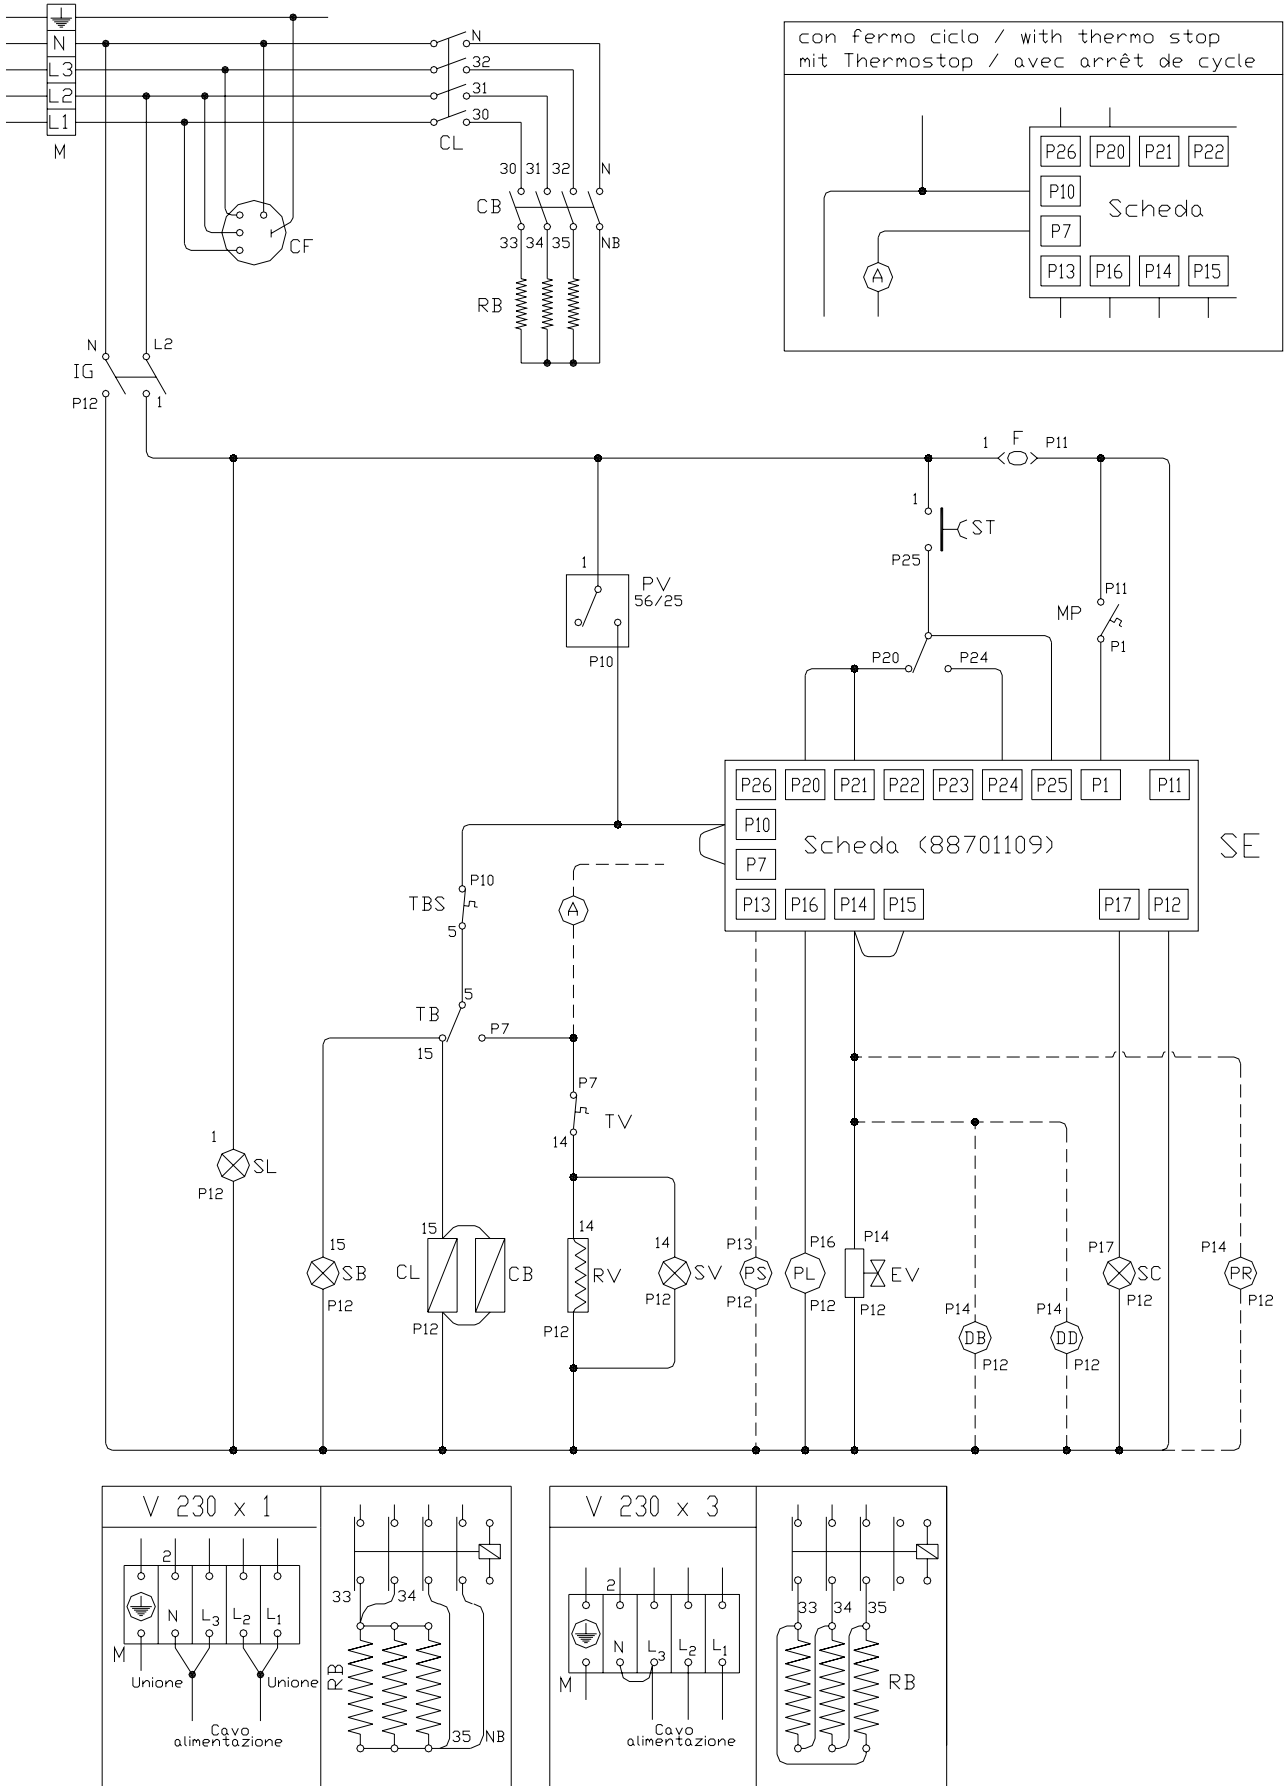 N
L3
L2
L1
M
N
32
31
30
CL
CF
30 31 32 N
CB
33 34 35 NB
RB
con fermo ciclo / with thermo stop
mit Thermostop / avec arrêt de cycle
P26 P20 P21 P22
P10
Scheda
P7
A
P13 P16 P14 P15
N L2
IG
P12 1
1 F P11
1
ST
P25
1
PV
56/25
P10
P11
MP
P1
P20 P24
P26 P20 P21 P22 P23 P24 P25 P1 P11
P10
Scheda (88701109)
SE
P7
P13 P16 P14 P15 P17 P12
P10
TBS
5
A
5
TB
P7
15
P7
TV
14
1
SL
P12
15
SB
P12
15
CL CB
P12
14
RV
P12
14
SV
P12
P13
PS
P12
P16
PL
P12
P14
EV
P12
P14
DB
P12
P14
DD
P12
P17
SC
P12
P14
PR
P12
V 230 x 1
2
N L3 L2 L1
M
Unione Unione
Cavo
alimentazione
33 34
RB
35 NB
V 230 x 3
2
N L3 L2 L1
M
Cavo
alimentazione
33 34 35
RB